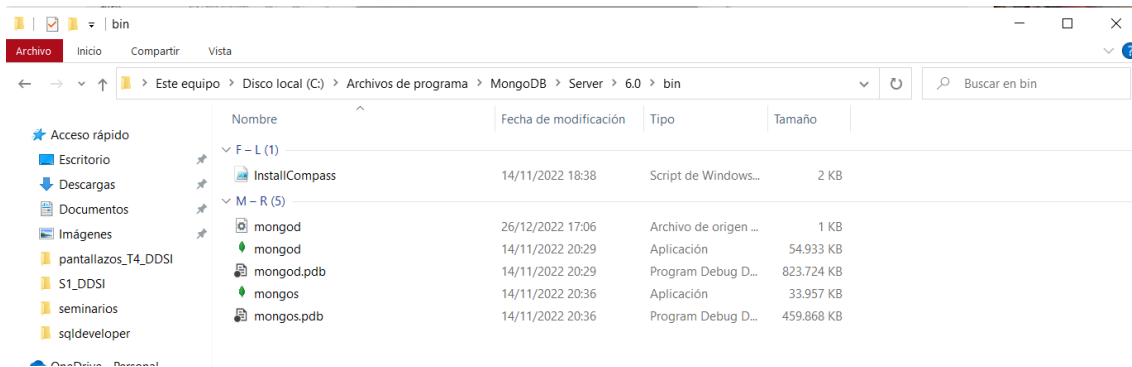 bin
Archivo Inicio Compartir Vista
Este equipo > Disco local (C:) > Archivos de programa > MongoDB > Server > 6.0 > bin Buscar en bin
Nombre Fecha de modificación Tipo Tamaño
Acceso rápido
F – L (1)
Escritorio
InstallCompass 14/11/2022 18:38 Script de Windows... 2 KB
Descargas
M – R (5)
Documentos
mongod 26/12/2022 17:06 Archivo de origen ... 1 KB
Imágenes
mongod 14/11/2022 20:29 Aplicación 54.933 KB
pantallazos_T4_DDSI
mongod.pdb 14/11/2022 20:29 Program Debug D... 823.724 KB
S1_DDSI
mongos 14/11/2022 20:36 Aplicación 33.957 KB
seminarios
mongos.pdb 14/11/2022 20:36 Program Debug D... 459.868 KB
sqldeveloper
OneDrive - Personal